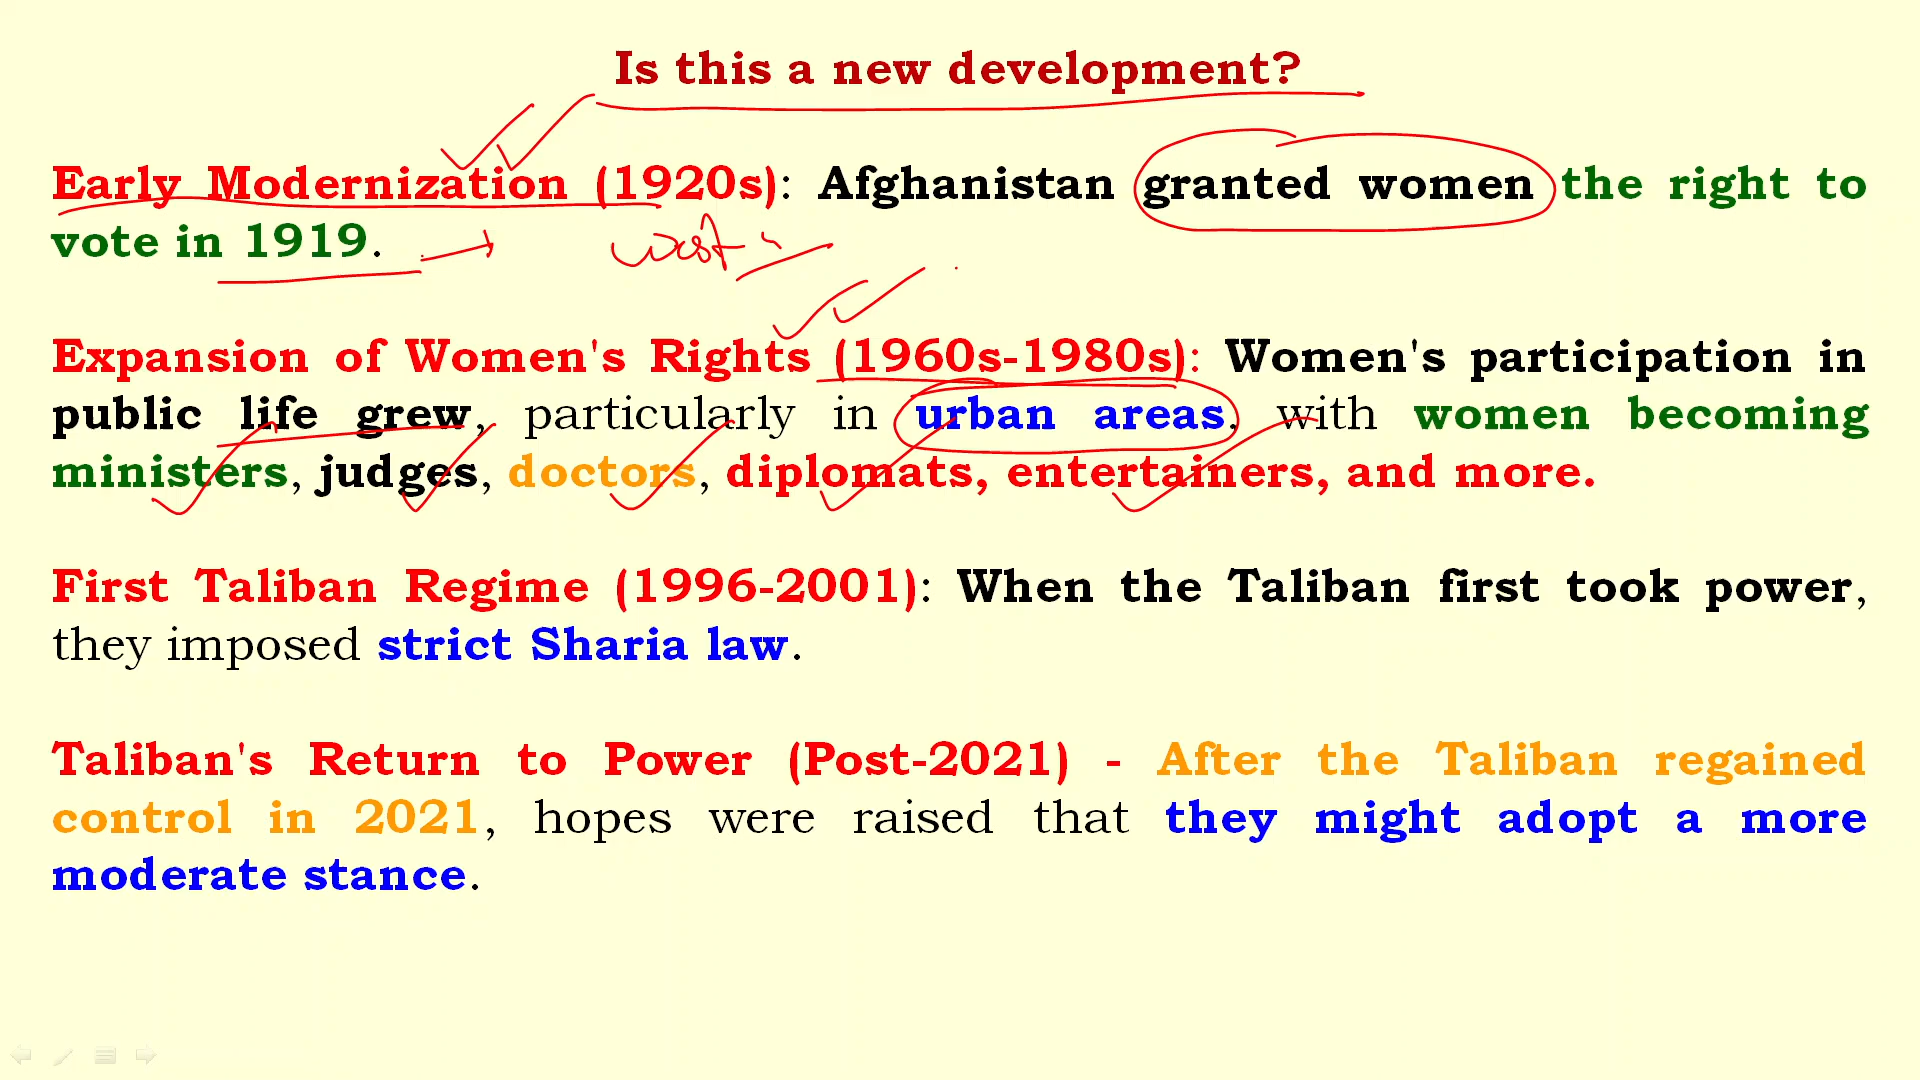 Is this a new development?
Early Modernization (1920s): Afghanistan granted women the right to
vote in 1919.
west
Expansion of Women's Rights (1960s-1980s): Women's participation in
public life grew, particularly in urban areas, with women becoming
ministers, judges, doctors, diplomats, entertainers, and more.
First Taliban Regime (1996-2001): When the Taliban first took power,
they imposed strict Sharia law.
Taliban's Return to Power (Post-2021) - After the Taliban regained
control in 2021, hopes were raised that they might adopt a more
moderate stance.